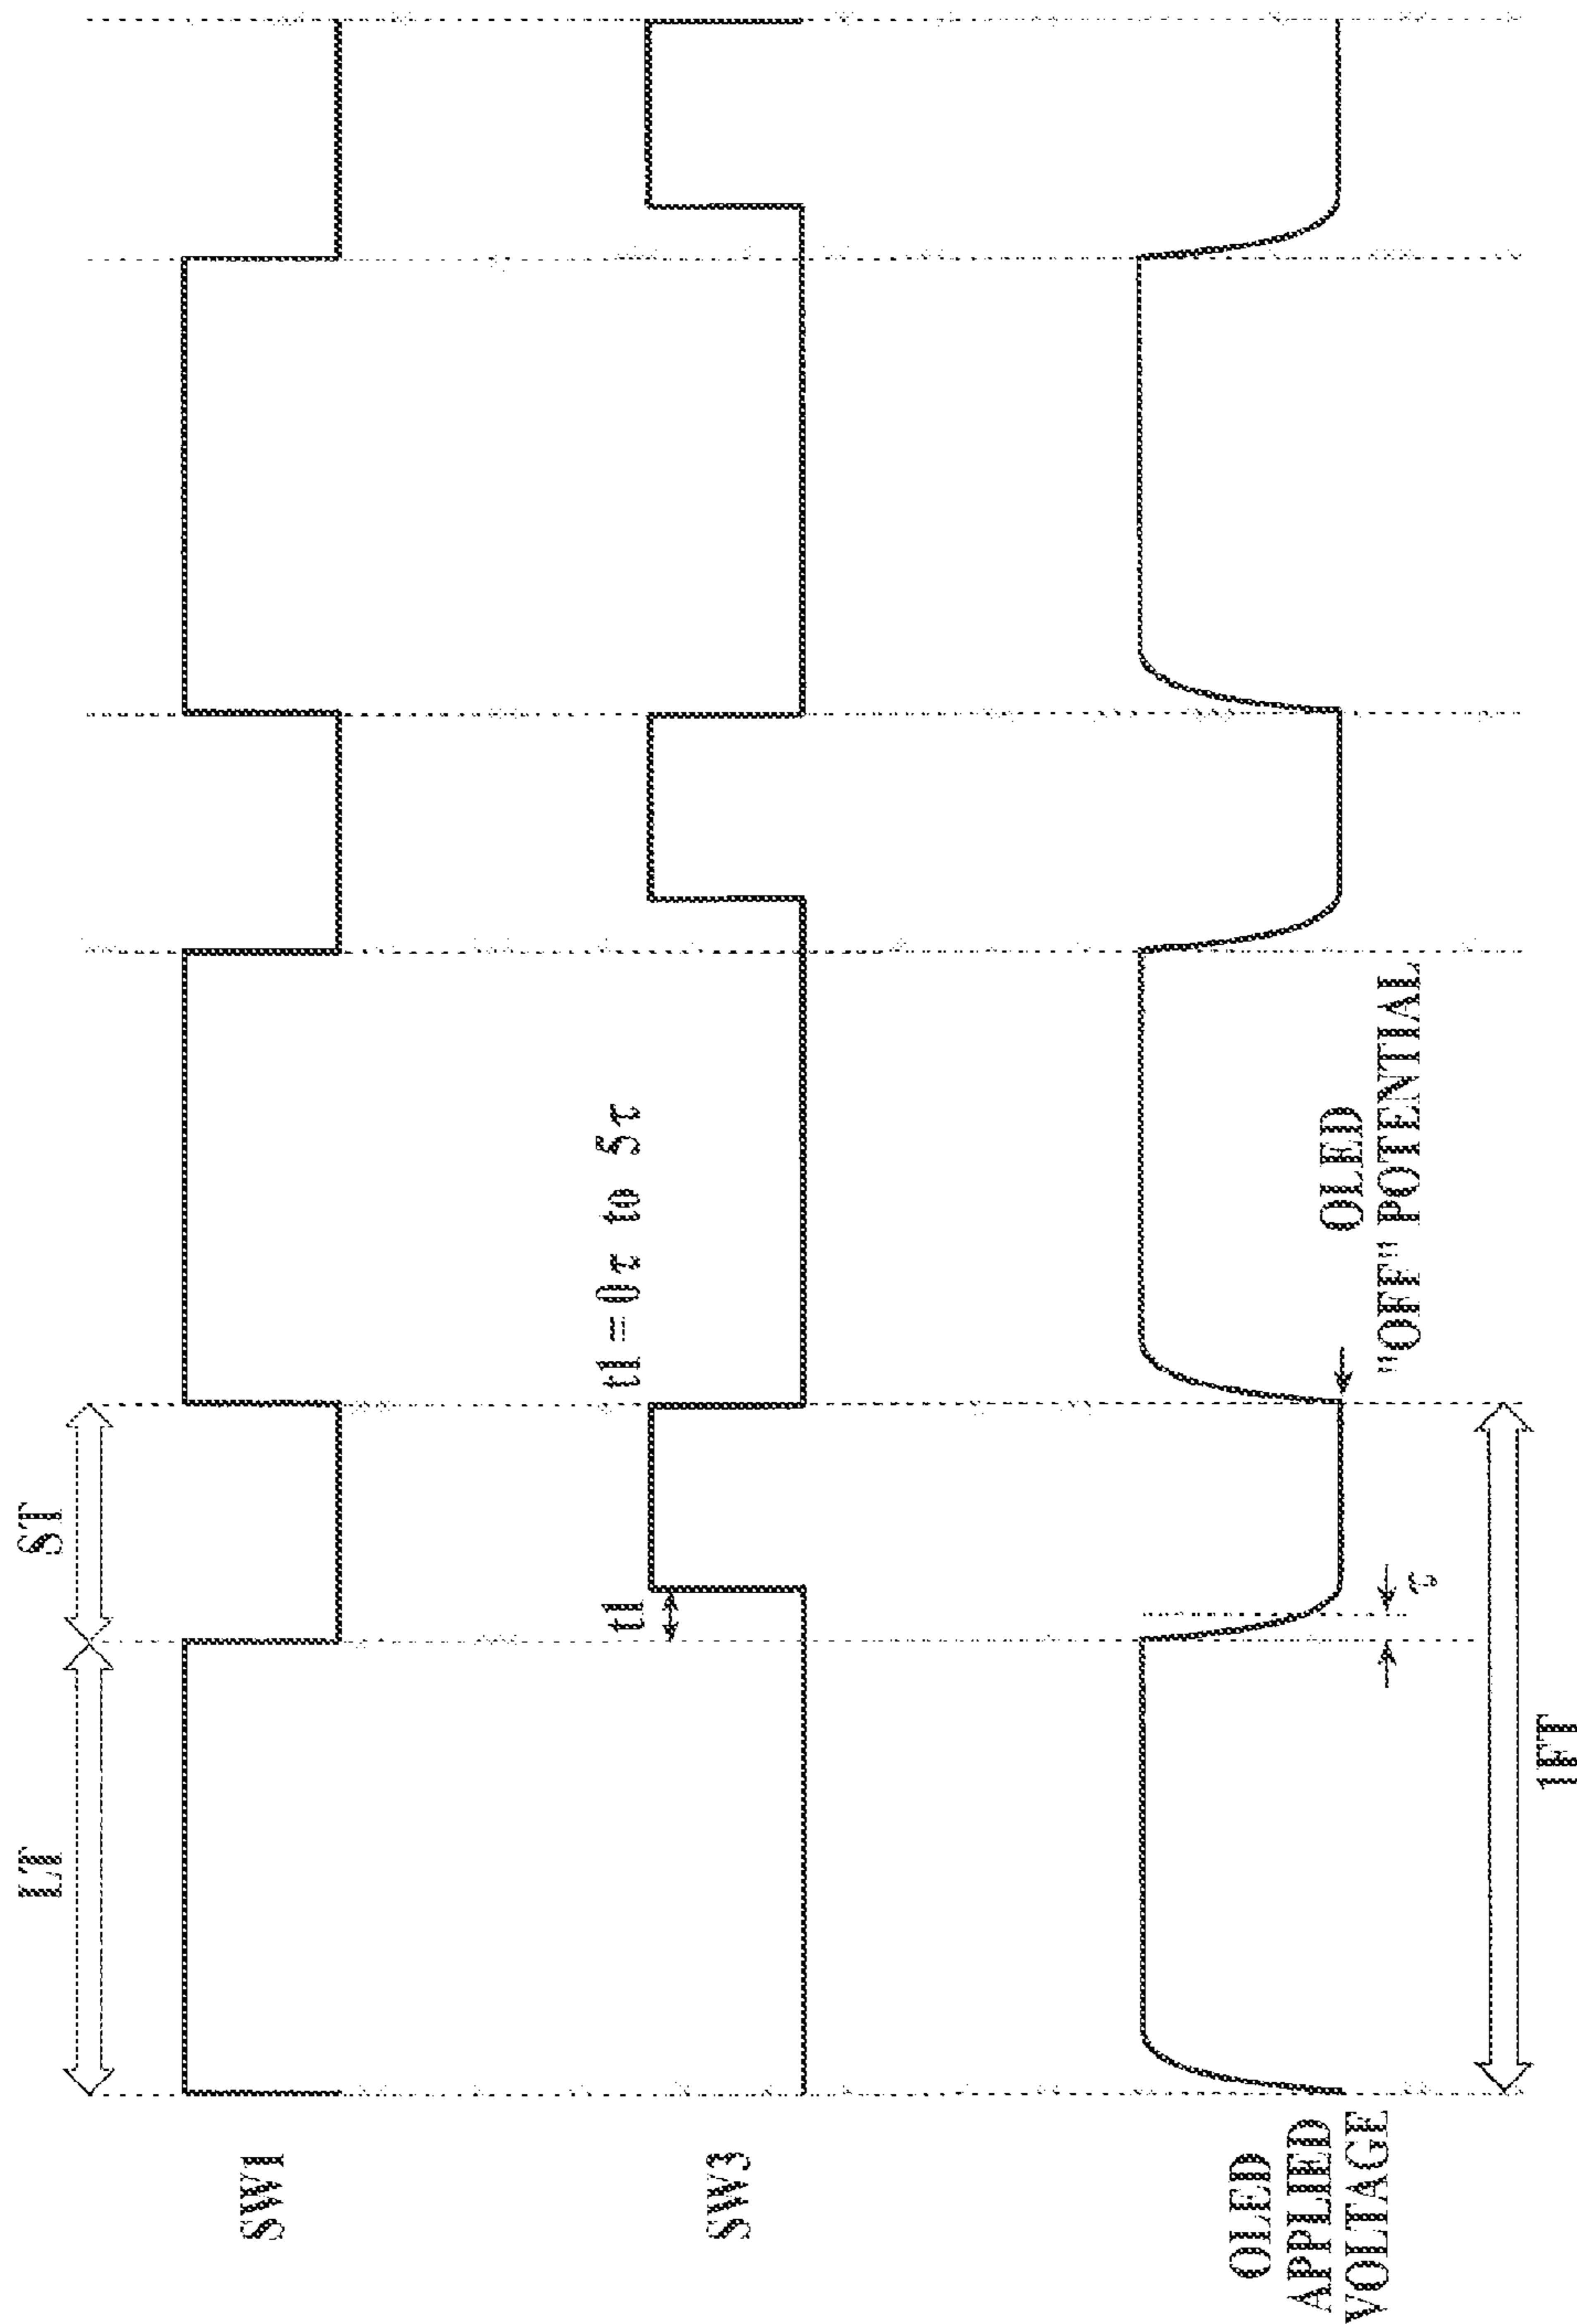 LT
ST
SW1
t1
t1=0τ to 5τ
SW3
OLED
APPLIED
VOLTAGE
τ
OLED
"OFF" POTENTIAL
1FT